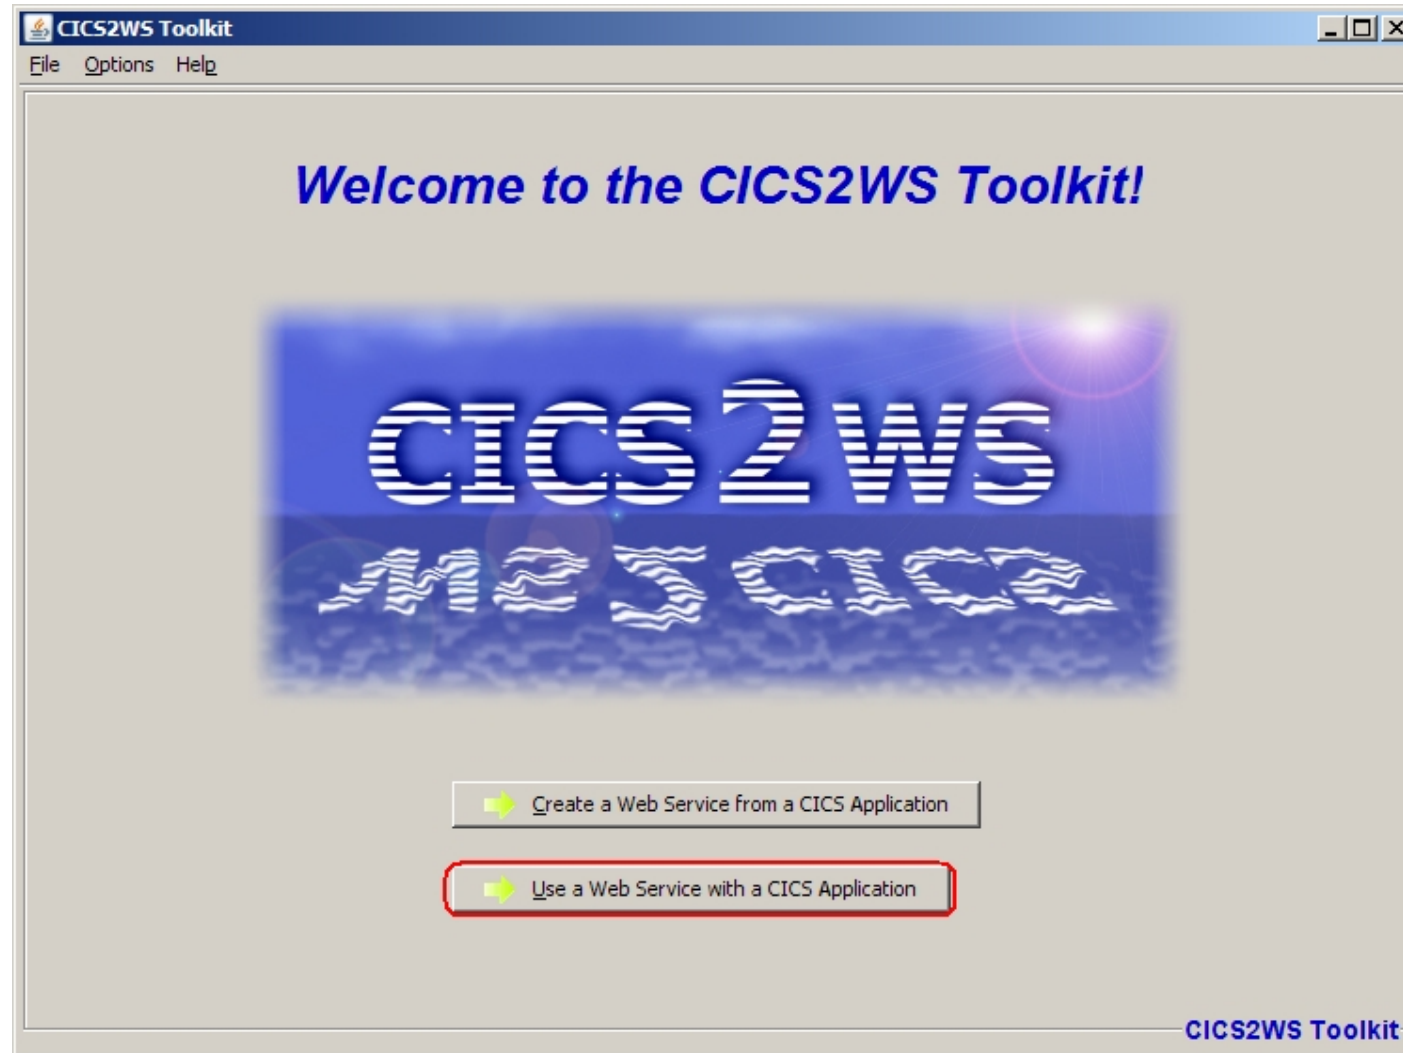 CICS2WS Toolkit
File Options Help
Welcome to the CICS2WS Toolkit!
CICS2WS
Create a Web Service from a CICS Application
Use a Web Service with a CICS Application
CICS2WS Toolkit